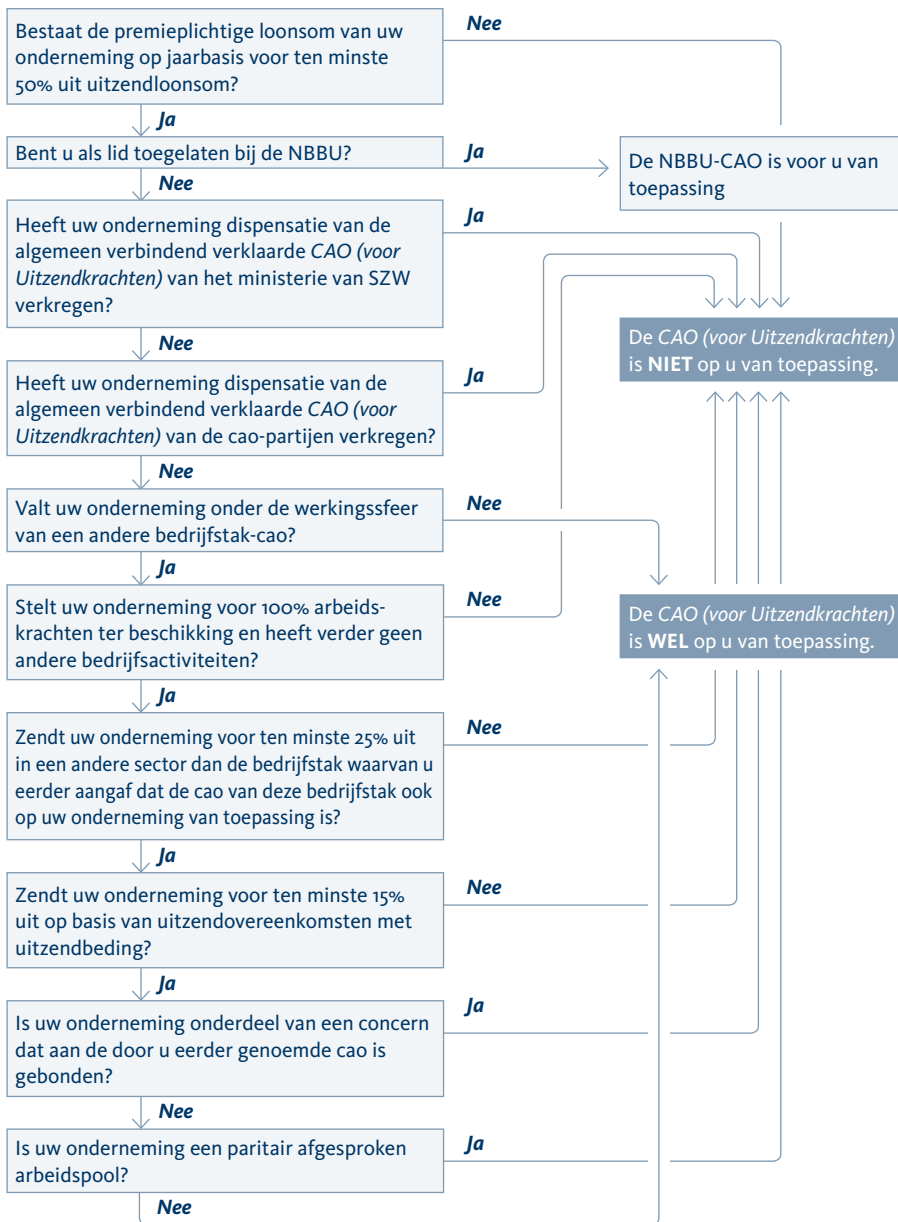 Bestaat de premieplichtige loonsom van uw
onderneming op jaarbasis voor ten minste
50% uit uitzendloonsom?
Nee
Ja
Bent u als lid toegelaten bij de NBBU?
Ja
De NBBU-CAO is voor u van
toepassing
Nee
Heeft uw onderneming dispensatie van de
algemeen verbindend verklaarde CAO (voor
Uitzendkrachten) van het ministerie van SZW
verkregen?
Ja
De CAO (voor Uitzendkrachten)
is NIET op u van toepassing.
Nee
Heeft uw onderneming dispensatie van de
algemeen verbindend verklaarde CAO (voor
Uitzendkrachten) van de cao-partijen verkregen?
Ja
Nee
Valt uw onderneming onder de werkingssfeer
van een andere bedrijfstak-cao?
Nee
Ja
Stelt uw onderneming voor 100% arbeids-
krachten ter beschikking en heeft verder geen
andere bedrijfsactiviteiten?
Nee
De CAO (voor Uitzendkrachten)
is WEL op u van toepassing.
Ja
Zendt uw onderneming voor ten minste 25% uit
in een andere sector dan de bedrijfstak waarvan u
eerder aangaf dat de cao van deze bedrijfstak ook
op uw onderneming van toepassing is?
Nee
Ja
Zendt uw onderneming voor ten minste 15%
uit op basis van uitzendovereenkomsten met
uitzendbeding?
Nee
Ja
Is uw onderneming onderdeel van een concern
dat aan de door u eerder genoemde cao is
gebonden?
Ja
Nee
Is uw onderneming een paritair afgesproken
arbeidspool?
Ja
Nee